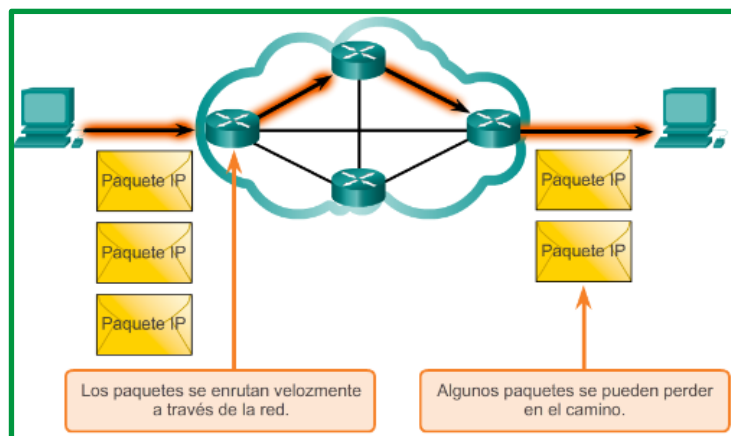 Paquete IP
Paquete IP
Paquete IP
Paquete IP
Paquete IP
Los paquetes se enrutan velozmente
a través de la red.
Algunos paquetes se pueden perder
en el camino.